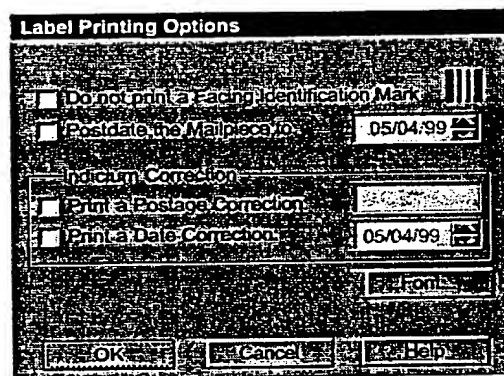 Label Printing Options
Do not print a Facing Identification Mark
Postdate the Mailpiece to: 05/04/99
Indicium Correction
Print a Postage Correction:
Print a Date Correction: 05/04/99
Font
OK Cancel Help